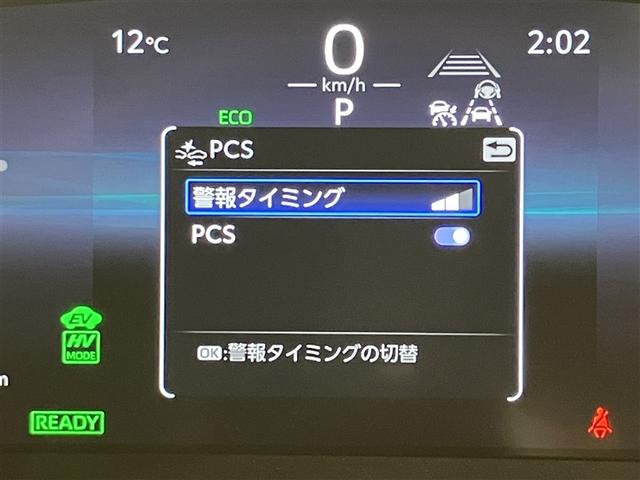 12℃
0
2:02
km/h
ECO
P
PCS
警報タイミング
PCS
EV
HV
MODE
OK:警報タイミングの切替
m
READY